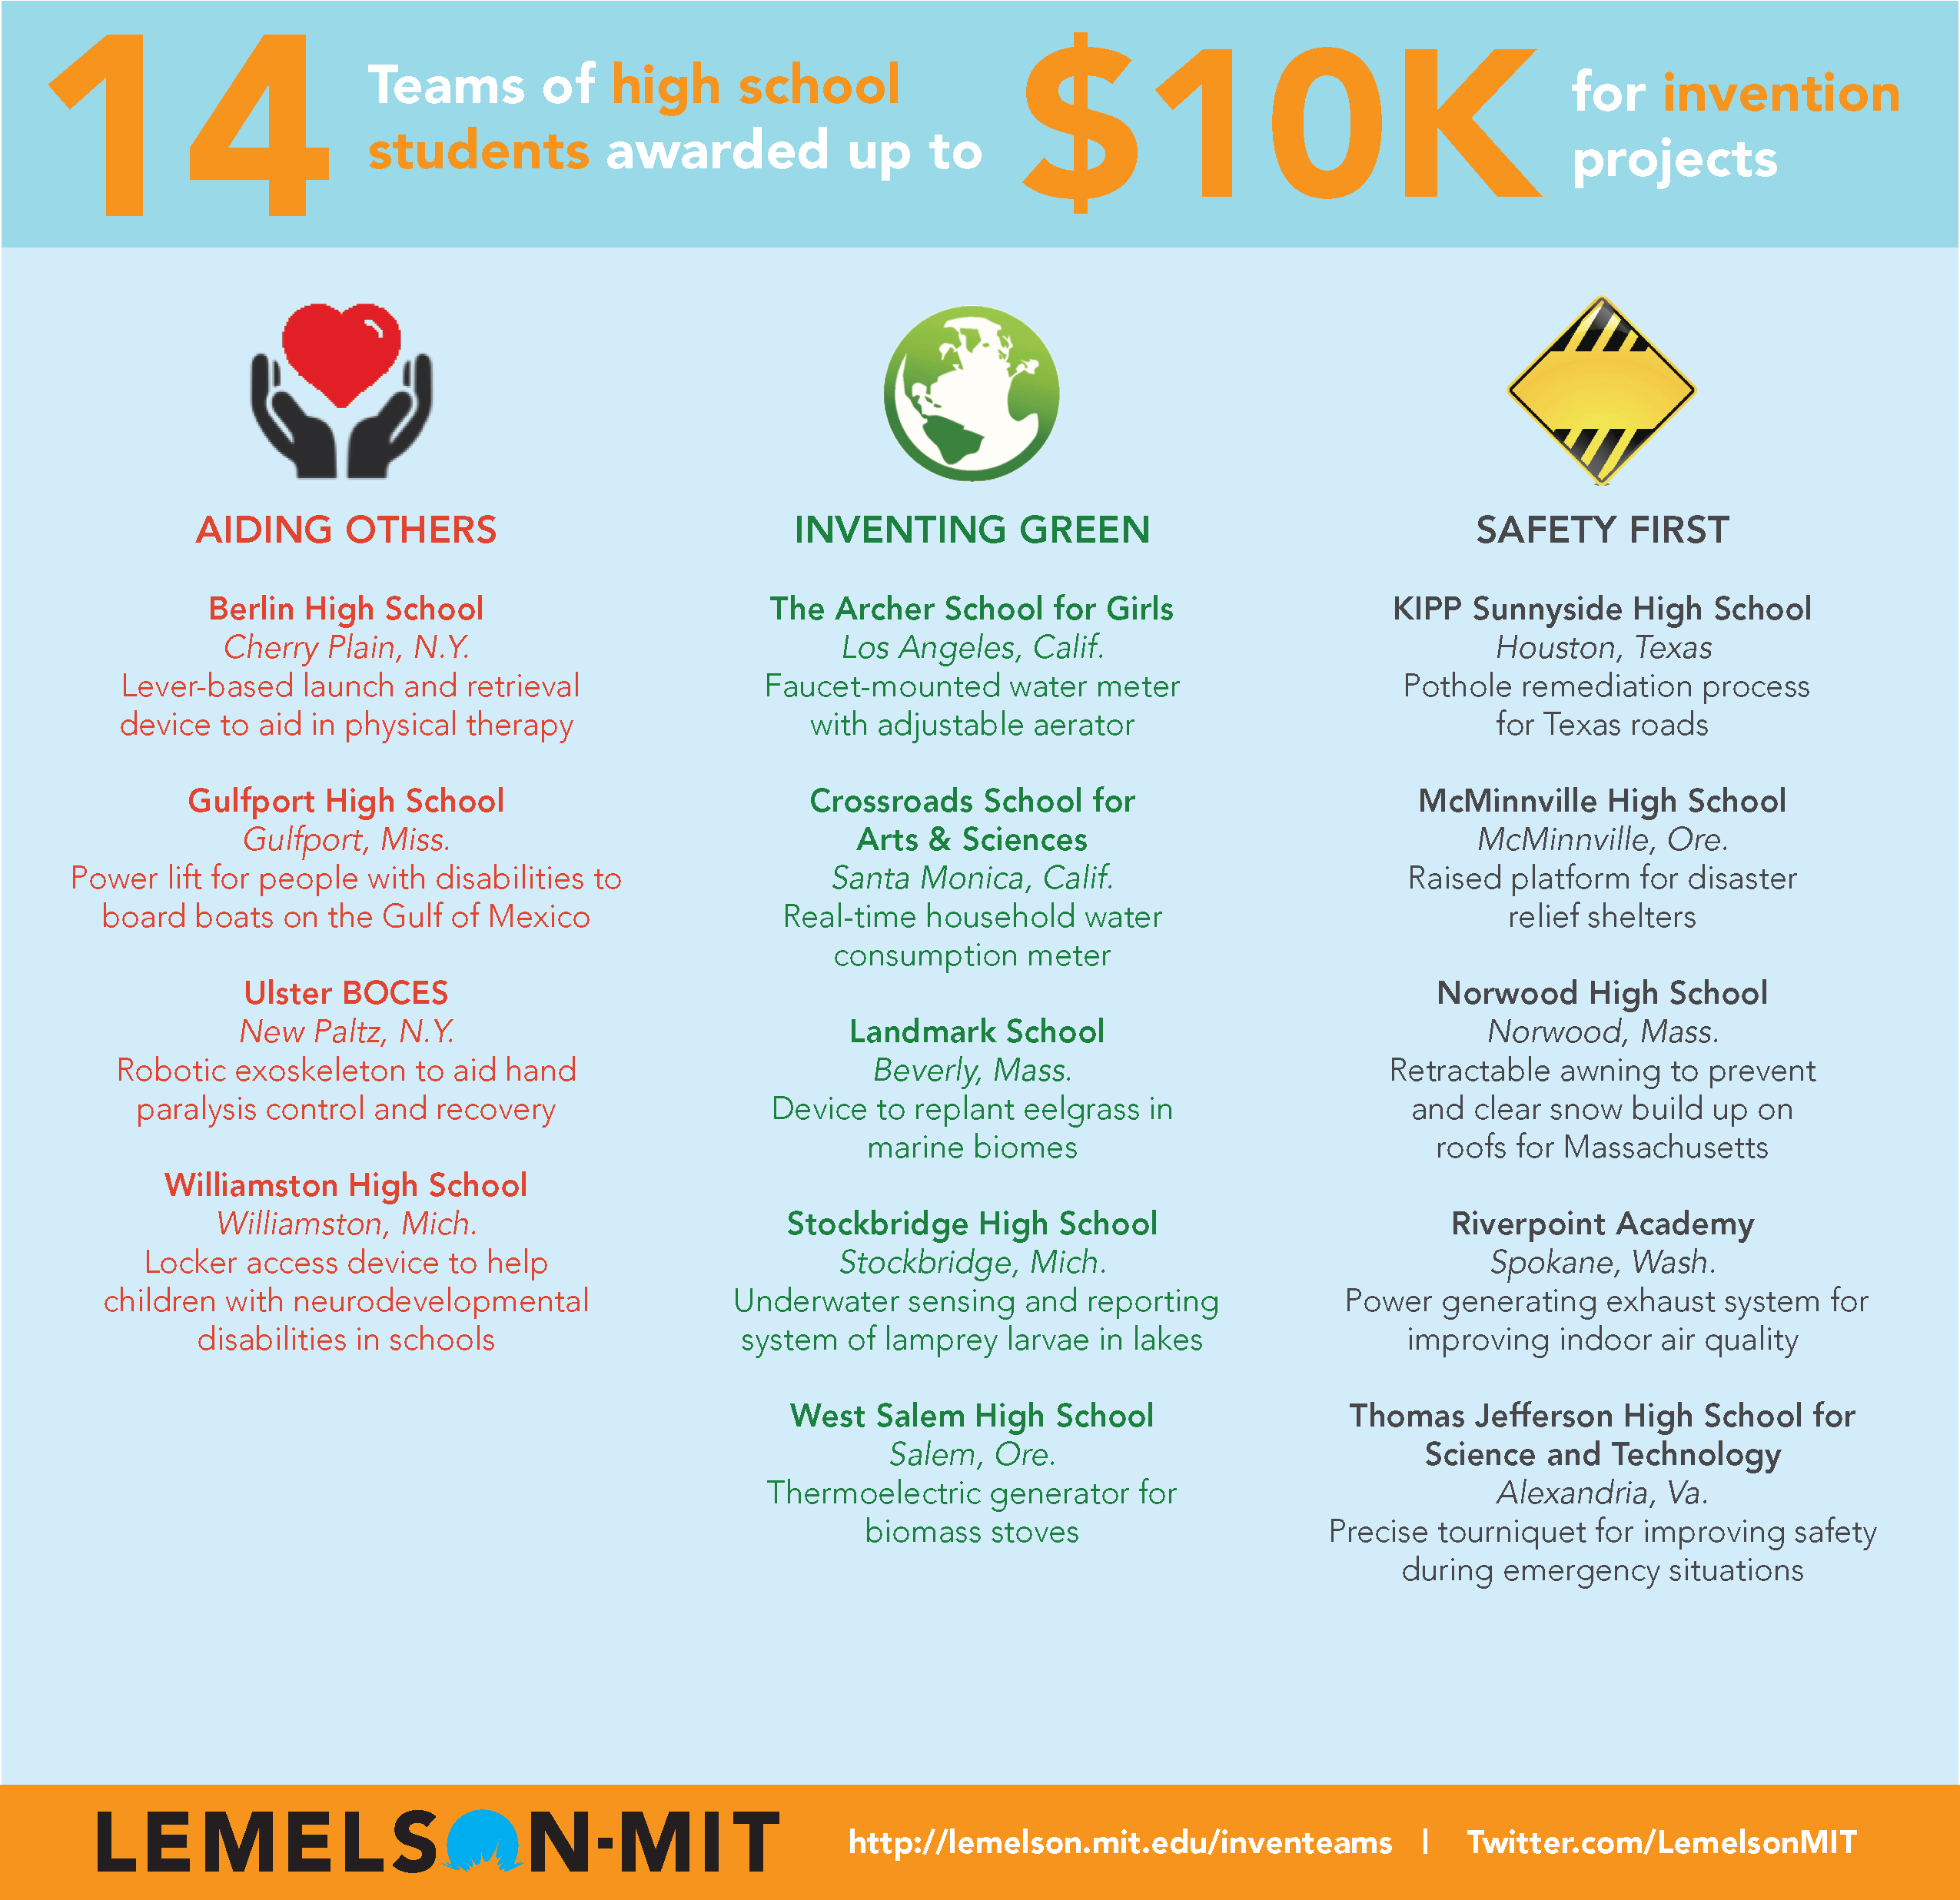 14
Teams of high school
students awarded up to
$10K
for invention
projects
AIDING OTHERS
Berlin High School
Cherry Plain, N.Y.
Lever-based launch and retrieval
device to aid in physical therapy
Gulfport High School
Gulfport, Miss.
Power lift for people with disabilities to
board boats on the Gulf of Mexico
Ulster BOCES
New Paltz, N.Y.
Robotic exoskeleton to aid hand
paralysis control and recovery
Williamston High School
Williamston, Mich.
Locker access device to help
children with neurodevelopmental
disabilities in schools
INVENTING GREEN
The Archer School for Girls
Los Angeles, Calif.
Faucet-mounted water meter
with adjustable aerator
Crossroads School for
Arts & Sciences
Santa Monica, Calif.
Real-time household water
consumption meter
Landmark School
Beverly, Mass.
Device to replant eelgrass in
marine biomes
Stockbridge High School
Stockbridge, Mich.
Underwater sensing and reporting
system of lamprey larvae in lakes
West Salem High School
Salem, Ore.
Thermoelectric generator for
biomass stoves
SAFETY FIRST
KIPP Sunnyside High School
Houston, Texas
Pothole remediation process
for Texas roads
McMinnville High School
McMinnville, Ore.
Raised platform for disaster
relief shelters
Norwood High School
Norwood, Mass.
Retractable awning to prevent
and clear snow build up on
roofs for Massachusetts
Riverpoint Academy
Spokane, Wash.
Power generating exhaust system for
improving indoor air quality
Thomas Jefferson High School for
Science and Technology
Alexandria, Va.
Precise tourniquet for improving safety
during emergency situations
LEMELSON-MIT
http://lemelson.mit.edu/inventeams | Twitter.com/LemelsonMIT